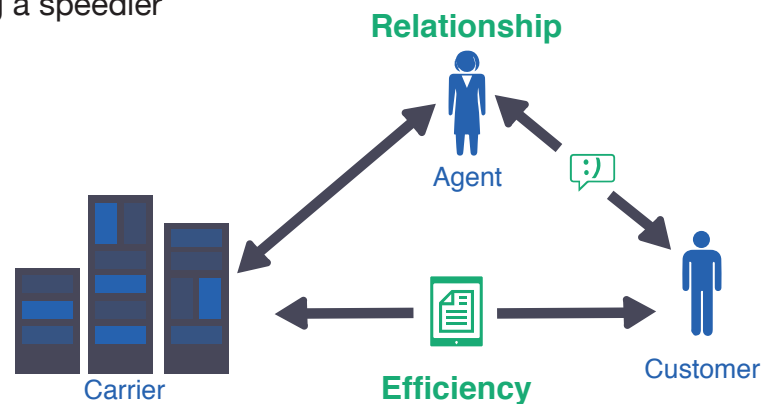 a speedier
Relationship
Agent
:)
Customer
Carrier
Efficiency